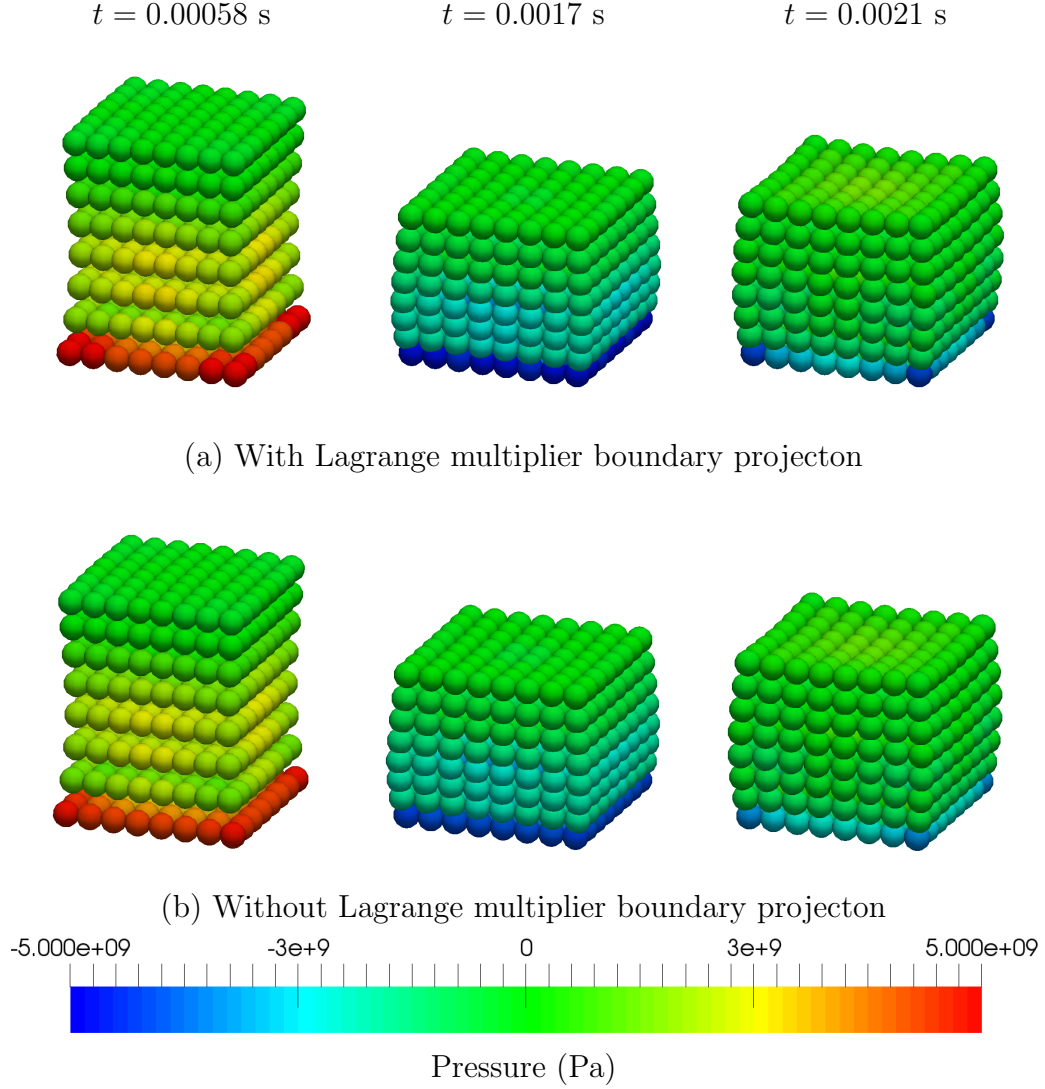 t = 0.00058 s t = 0.0017 s t = 0.0021 s
(a) With Lagrange multiplier boundary projecton
(b) Without Lagrange multiplier boundary projecton
-5.000e+09 -3e+9 0 3e+9 5.000e+09
Pressure (Pa)